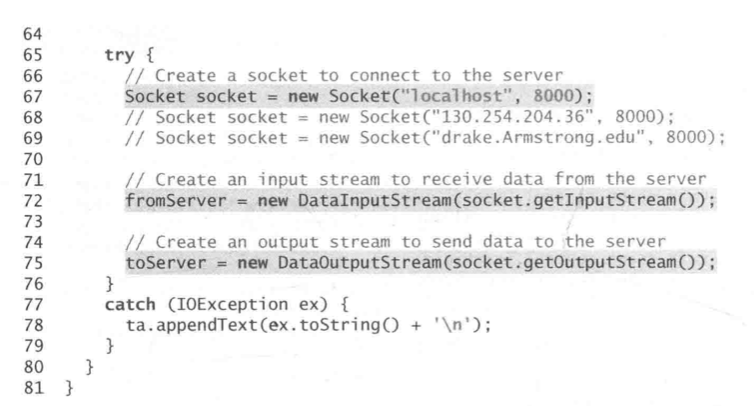 64
65 try {
66 // Create a socket to connect to the server
67 Socket socket = new Socket("localhost", 8000);
68 // Socket socket = new Socket("130.254.204.36", 8000);
69 // Socket socket = new Socket("drake.Armstrong.edu", 8000);
70
71 // Create an input stream to receive data from the server
72 fromServer = new DataInputStream(socket.getInputStream());
73
74 // Create an output stream to send data to the server
75 toServer = new DataOutputStream(socket.getOutputStream());
76 }
77 catch (IOException ex) {
78 ta.appendText(ex.toString() + '\n');
79 }
80 }
81 }